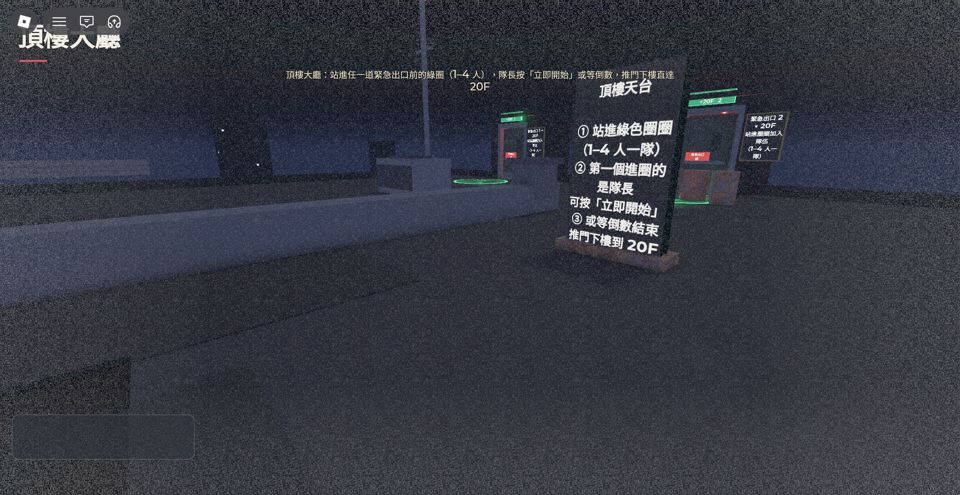 頂樓大廳
頂樓大廳：站進任一道緊急出口前的綠圈（1–4 人），隊長按「立即開始」或等倒數，推門下樓直達
20F
頂樓天台
① 站進綠色圈圈
（1–4 人一隊）
② 第一個進圈的
是隊長
可按「立即開始」
③ 或等倒數結束
推門下樓到 20F
緊急出口 2
站進圈圈加入
隊伍
（1–4 人一
隊）